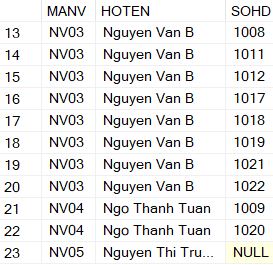 MANV HOTEN SOHD
13 NV03 Nguyen Van B 1008
14 NV03 Nguyen Van B 1011
15 NV03 Nguyen Van B 1012
16 NV03 Nguyen Van B 1017
17 NV03 Nguyen Van B 1018
18 NV03 Nguyen Van B 1019
19 NV03 Nguyen Van B 1021
20 NV03 Nguyen Van B 1022
21 NV04 Ngo Thanh Tuan 1009
22 NV04 Ngo Thanh Tuan 1020
23 NV05 Nguyen Thi Tru... NULL